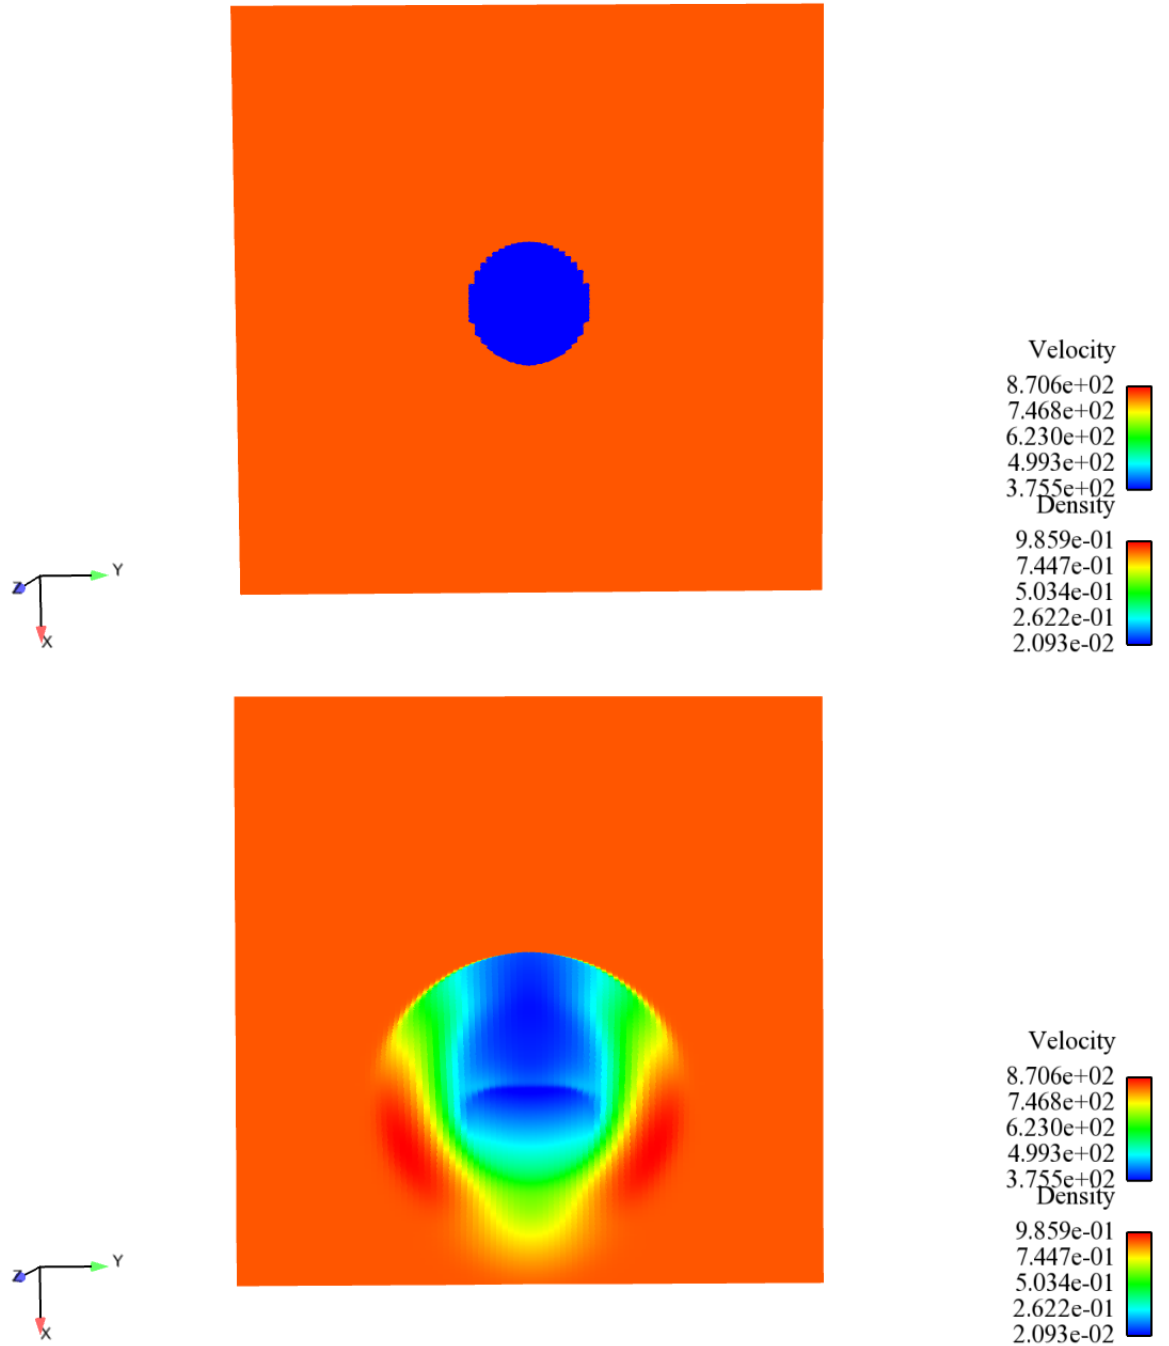 Velocity
8.706e+02
7.468e+02
6.230e+02
4.993e+02
3.755e+02
Density
9.859e-01
7.447e-01
5.034e-01
2.622e-01
2.093e-02
Y
Z
X
Velocity
8.706e+02
7.468e+02
6.230e+02
4.993e+02
3.755e+02
Density
9.859e-01
7.447e-01
5.034e-01
2.622e-01
2.093e-02
Y
Z
X